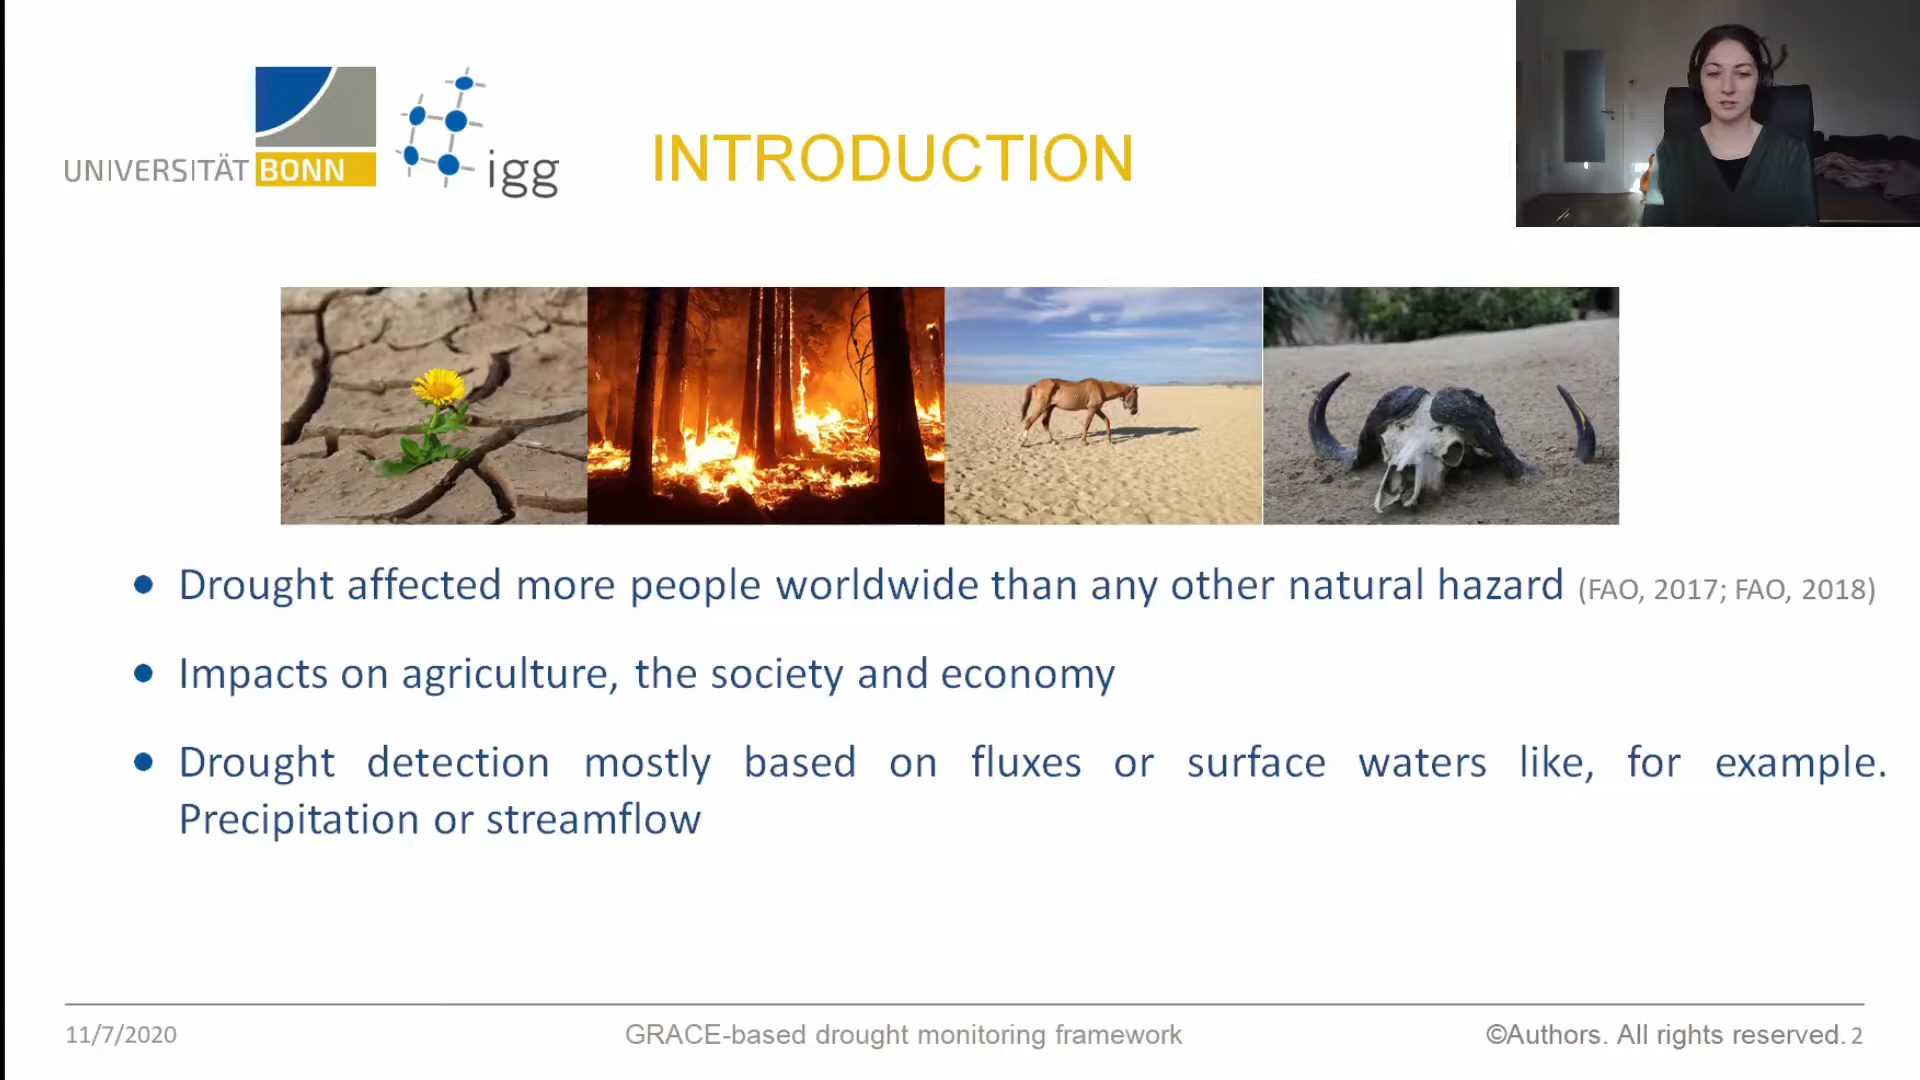 UNIVERSITÄT BONN
igg
INTRODUCTION
• Drought affected more people worldwide than any other natural hazard (FAO, 2017; FAO, 2018)
• Impacts on agriculture, the society and economy
• Drought detection mostly based on fluxes or surface waters like, for example.
Precipitation or streamflow
11/7/2020
GRACE-based drought monitoring framework
©Authors. All rights reserved. 2